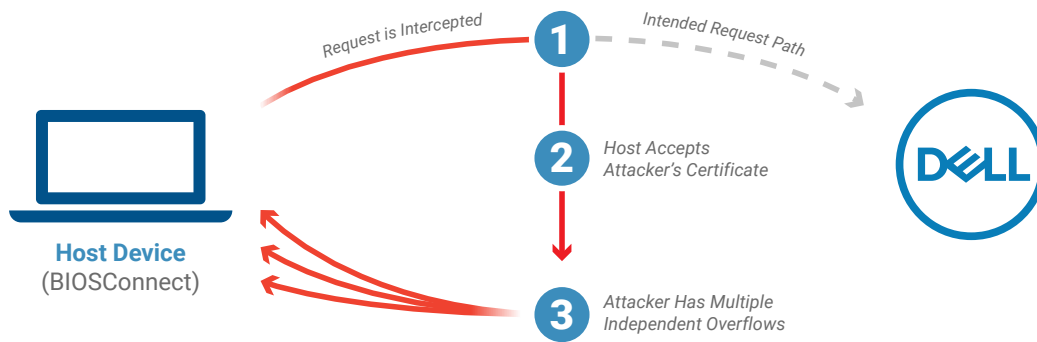 Request is Intercepted
1
Intended Request Path
2
Host Accepts
Attacker's Certificate
DELL
Host Device
(BIOSConnect)
3
Attacker Has Multiple
Independent Overflows